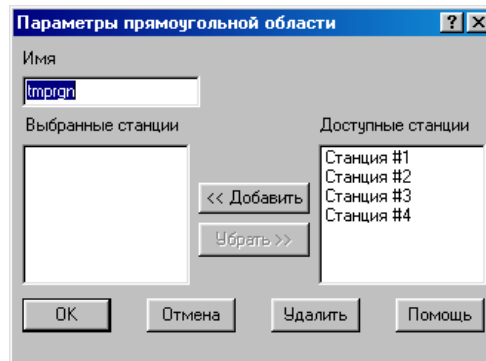 Параметры прямоугольной области
Имя
tmprgn
Выбранные станции
Доступные станции
Станция #1
Станция #2
Станция #3
Станция #4
<< Добавить
Убрать >>
OK
Отмена
Удалить
Помощь